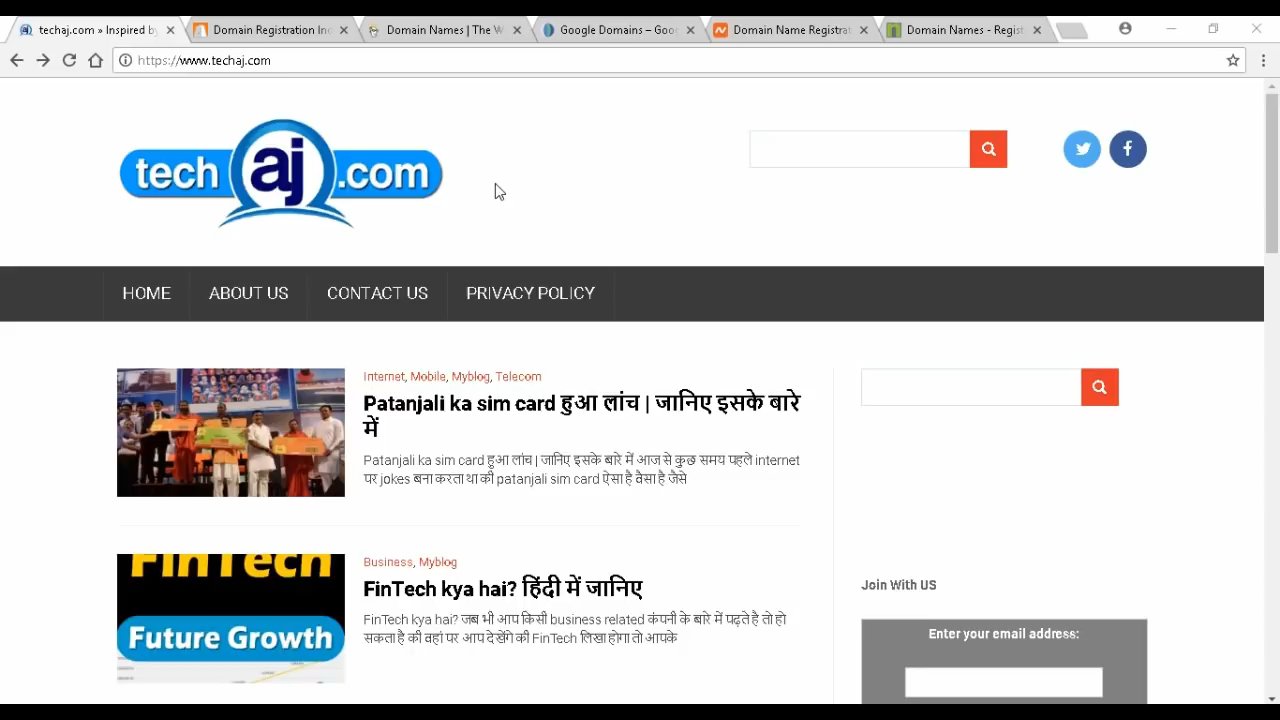 techaj.com » Inspired by
Domain Registration Ind
Domain Names | The W
Google Domains – Goog
Domain Name Registrat
Domain Names - Regist
https://www.techaj.com
tech aj .com
HOME
ABOUT US
CONTACT US
PRIVACY POLICY
Internet, Mobile, Myblog, Telecom
Patanjali ka sim card हुआ लांच | जानिए इसके बारे
में
Patanjali ka sim card हुआ लांच | जानिए इसके बारे में आज से कुछ समय पहले internet
पर jokes बना करता था की patanjali sim card ऐसा है वैसा है जैसे
FinTech
Future Growth
Business, Myblog
FinTech kya hai? हिंदी में जानिए
FinTech kya hai? जब भी आप किसी business related कंपनी के बारे में पढ़ते है तो हो
सकता है की वहां पर आप देखेंगे की FinTech लिखा होगा तो आपके
Join With US
Enter your email address: